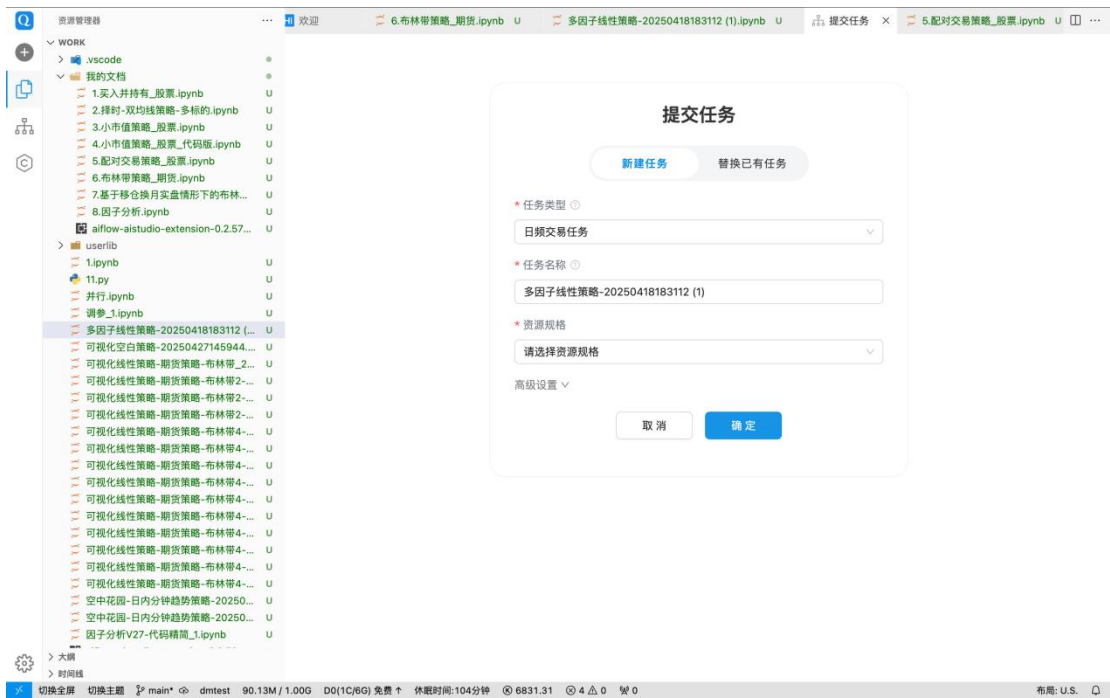 资源管理器
WORK
.vscode
我的文档
1.买入并持有_股票.ipynb U
2.择时-双均线策略-多标的.ipynb U
3.小市值策略_股票.ipynb U
4.小市值策略_股票_代码版.ipynb U
5.配对交易策略_股票.ipynb U
6.布林带策略_期货.ipynb U
7.基于移仓换月实盘情形下的布林... U
8.因子分析.ipynb U
aiflow-aistudio-extension-0.2.57... U
userlib
1.ipynb U
11.py U
并行.ipynb U
调参_1.ipynb U
多因子线性策略-20250418183112 (... U
可视化空白策略-20250427145944.... U
可视化线性策略-期货策略-布林带_2... U
可视化线性策略-期货策略-布林带2-... U
可视化线性策略-期货策略-布林带2-... U
可视化线性策略-期货策略-布林带2-... U
可视化线性策略-期货策略-布林带4-... U
可视化线性策略-期货策略-布林带4-... U
可视化线性策略-期货策略-布林带4-... U
可视化线性策略-期货策略-布林带4-... U
可视化线性策略-期货策略-布林带4-... U
可视化线性策略-期货策略-布林带4-... U
可视化线性策略-期货策略-布林带4-... U
可视化线性策略-期货策略-布林带4-... U
可视化线性策略-期货策略-布林带4-... U
可视化线性策略-期货策略-布林带4-... U
空中花园-日内分钟趋势策略-20250... U
空中花园-日内分钟趋势策略-20250... U
因子分析V27-代码精简_1.ipynb U
大纲
时间线
欢迎 6.布林带策略_期货.ipynb U 多因子线性策略-20250418183112 (1).ipynb U 提交任务 5.配对交易策略_股票.ipynb U
提交任务
新建任务 替换已有任务
* 任务类型
日频交易任务
* 任务名称
多因子线性策略-20250418183112 (1)
* 资源规格
请选择资源规格
高级设置
取消 确定
切换全屏 切换主题 main* dmtest 90.13M / 1.00G D0(1C/6G) 免费 休眠时间:104分钟 6831.31 4 0 0 布局: U.S.